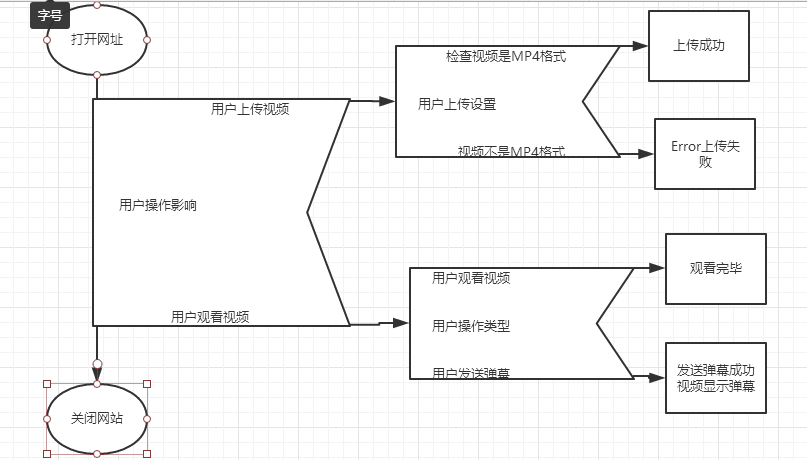 字号
打开网址
用户上传视频
用户操作影响
用户观看视频
关闭网站
检查视频是MP4格式
用户上传设置
视频不是MP4格式
上传成功
Error上传失
败
用户观看视频
用户操作类型
用户发送弹幕
观看完毕
发送弹幕成功
视频显示弹幕